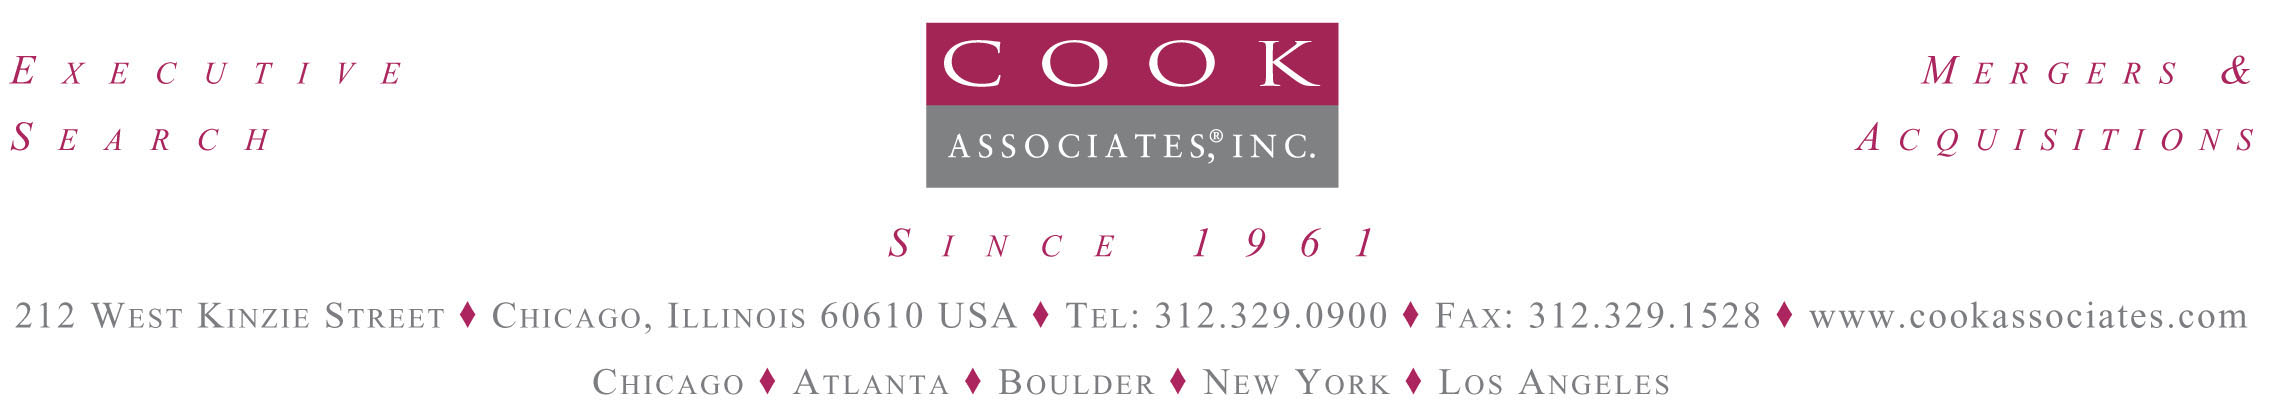 EXECUTIVE
SEARCH
COOK
ASSOCIATES,® INC.
MERGERS &
ACQUISITIONS
SINCE 1961
212 WEST KINZIE STREET ♦ CHICAGO, ILLINOIS 60610 USA ♦ TEL: 312.329.0900 ♦ FAX: 312.329.1528 ♦ www.cookassociates.com
CHICAGO ♦ ATLANTA ♦ BOULDER ♦ NEW YORK ♦ LOS ANGELES